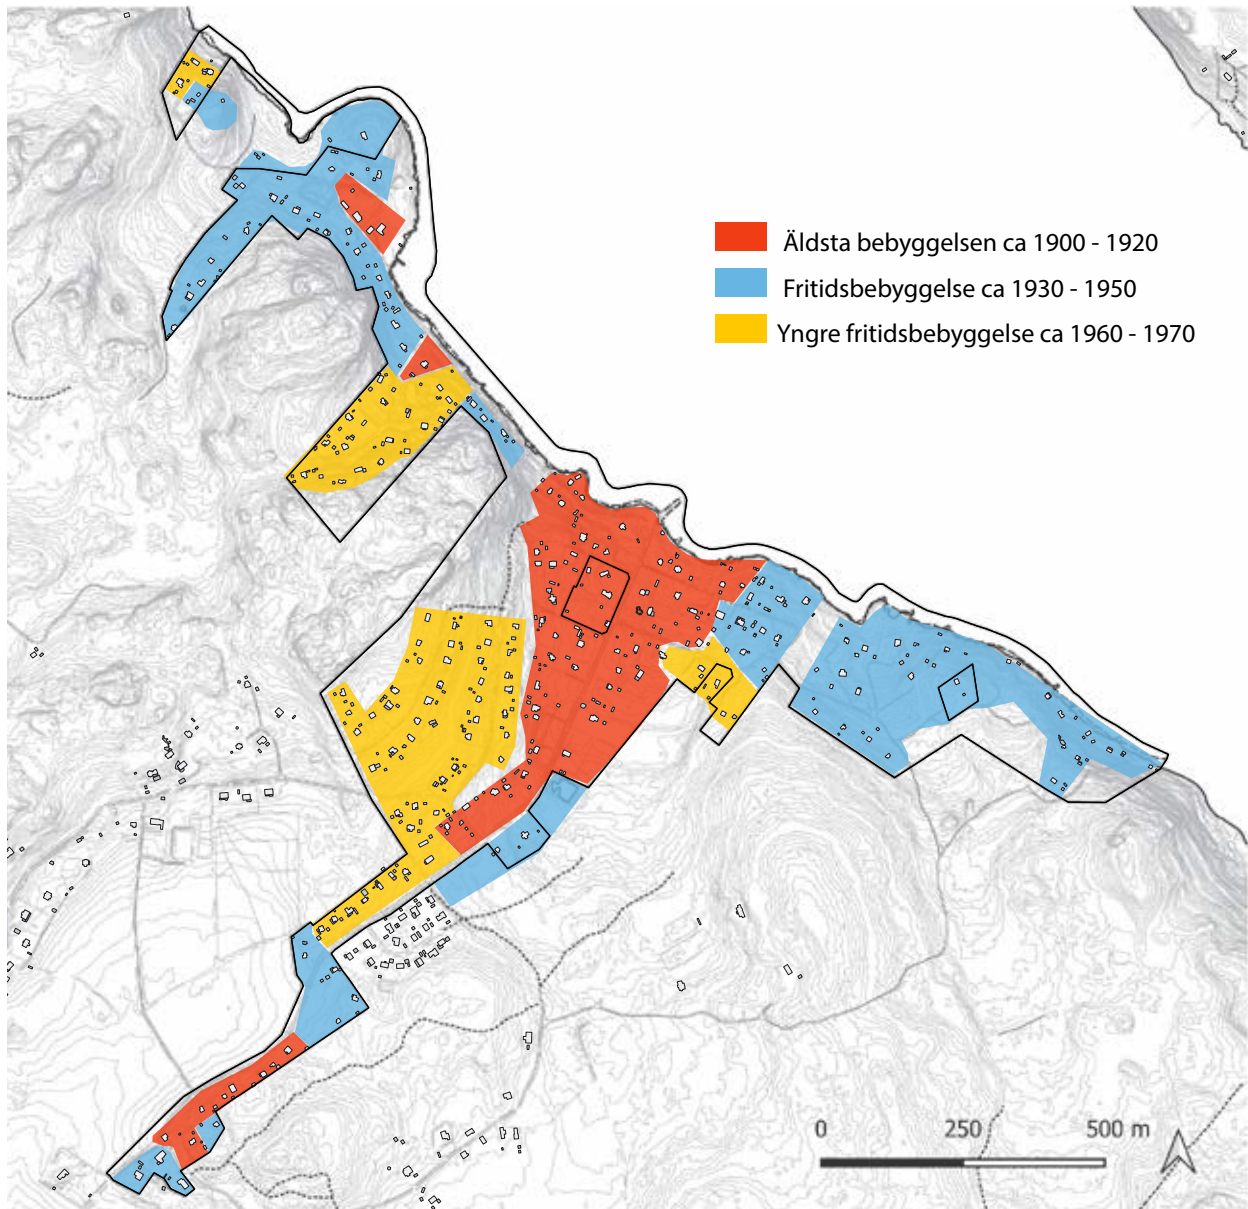 Äldsta bebyggelsen ca 1900 - 1920
Fritidsbebyggelse ca 1930 - 1950
Yngre fritidsbebyggelse ca 1960 - 1970
0 250 500 m